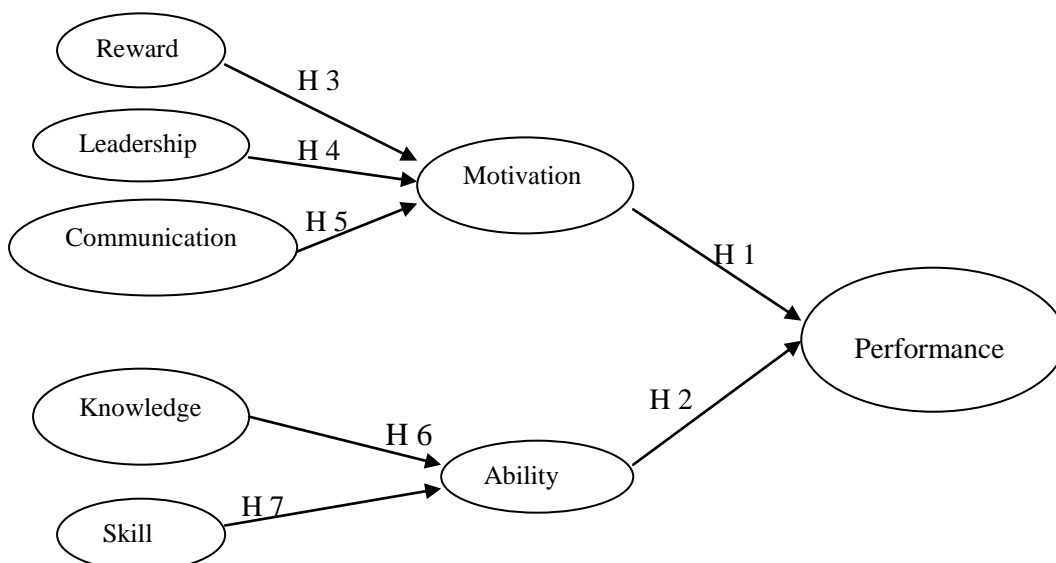 Reward
H 3
Leadership
H 4
Motivation
Communication
H 5
H 1
Performance
Knowledge
H 2
H 6
Ability
H 7
Skill